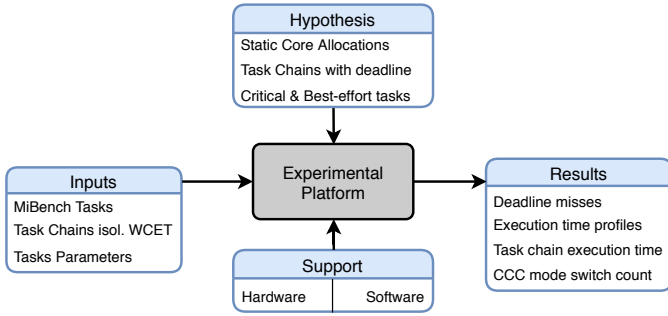 Hypothesis
Static Core Allocations
Task Chains with deadline
Critical & Best-effort tasks
Inputs
MiBench Tasks
Task Chains isol. WCET
Tasks Parameters
Experimental
Platform
Results
Deadline misses
Execution time profiles
Task chain execution time
CCC mode switch count
Support
Hardware Software